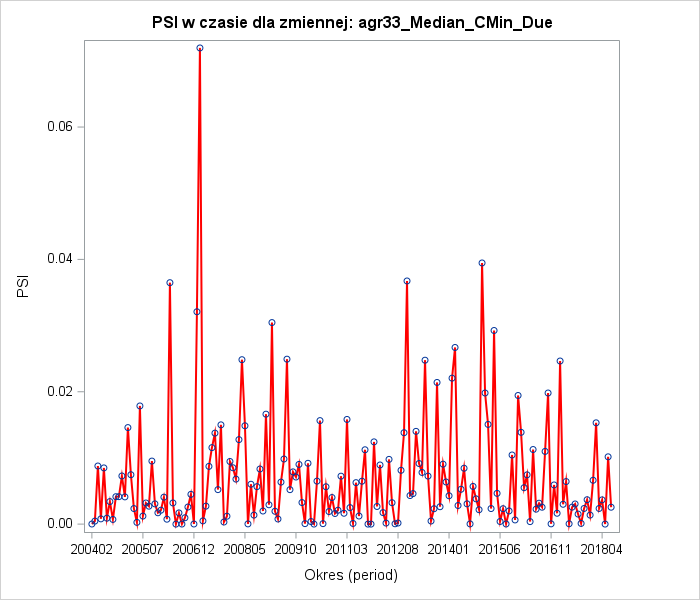 PSI w czasie dla zmiennej: agr33_Median_CMin_Due
0.06
0.04
0.02
0.00
PSI
200402 200507 200612 200805 200910 201103 201208 201401 201506 201611 201804
Okres (period)